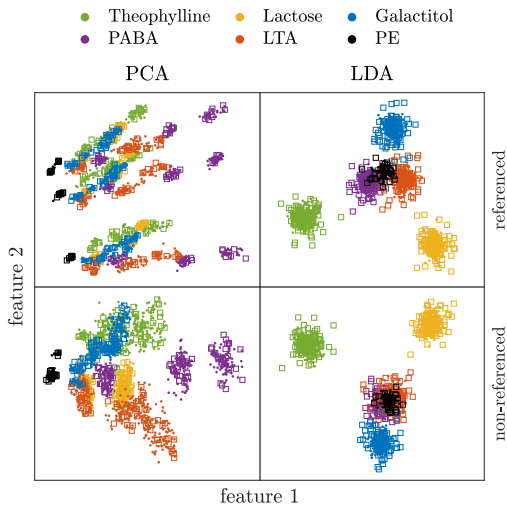 Theophylline Lactose Galactitol
PABA LTA PE
PCA LDA
referenced
feature 2
non-referenced
feature 1